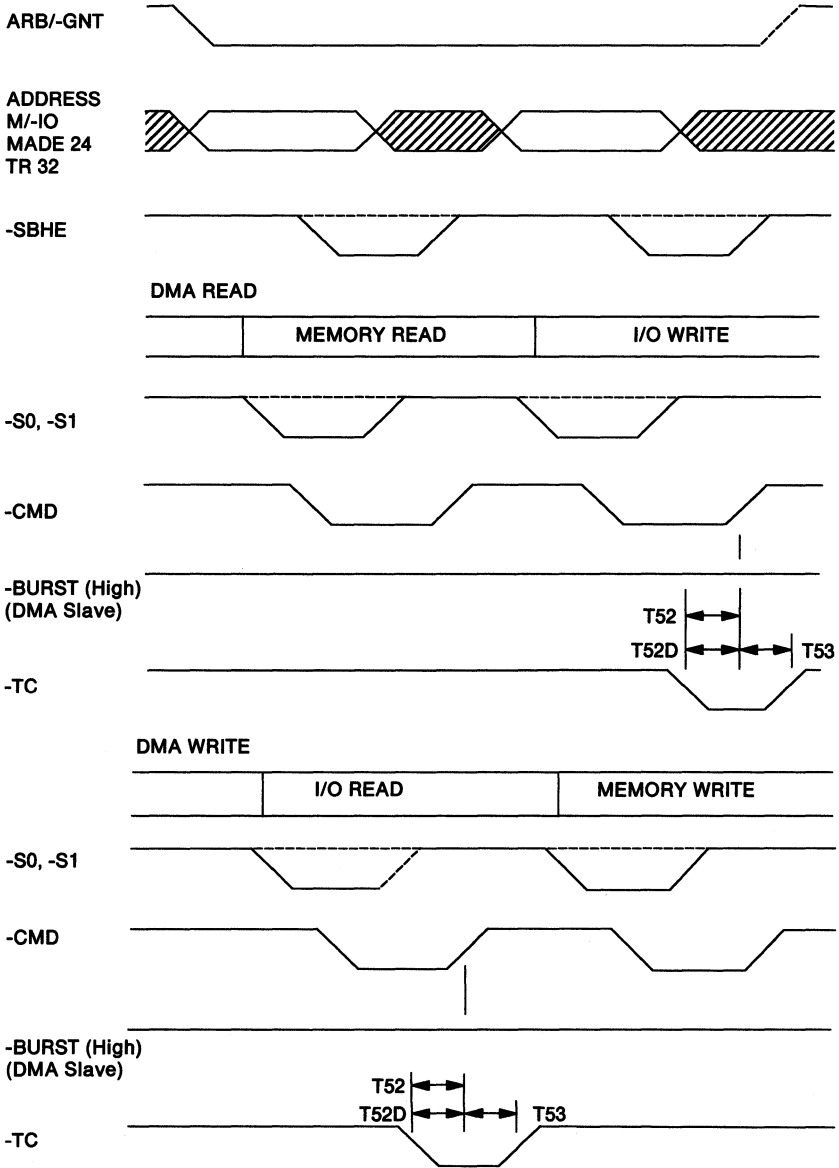 ARB/-GNT
ADDRESS
M/-IO
MADE 24
TR 32
-SBHE
DMA READ
MEMORY READ
I/O WRITE
-S0, -S1
-CMD
-BURST (High)
(DMA Slave)
T52
T52D
T53
-TC
DMA WRITE
I/O READ
MEMORY WRITE
-S0, -S1
-CMD
-BURST (High)
(DMA Slave)
T52
T52D
T53
-TC